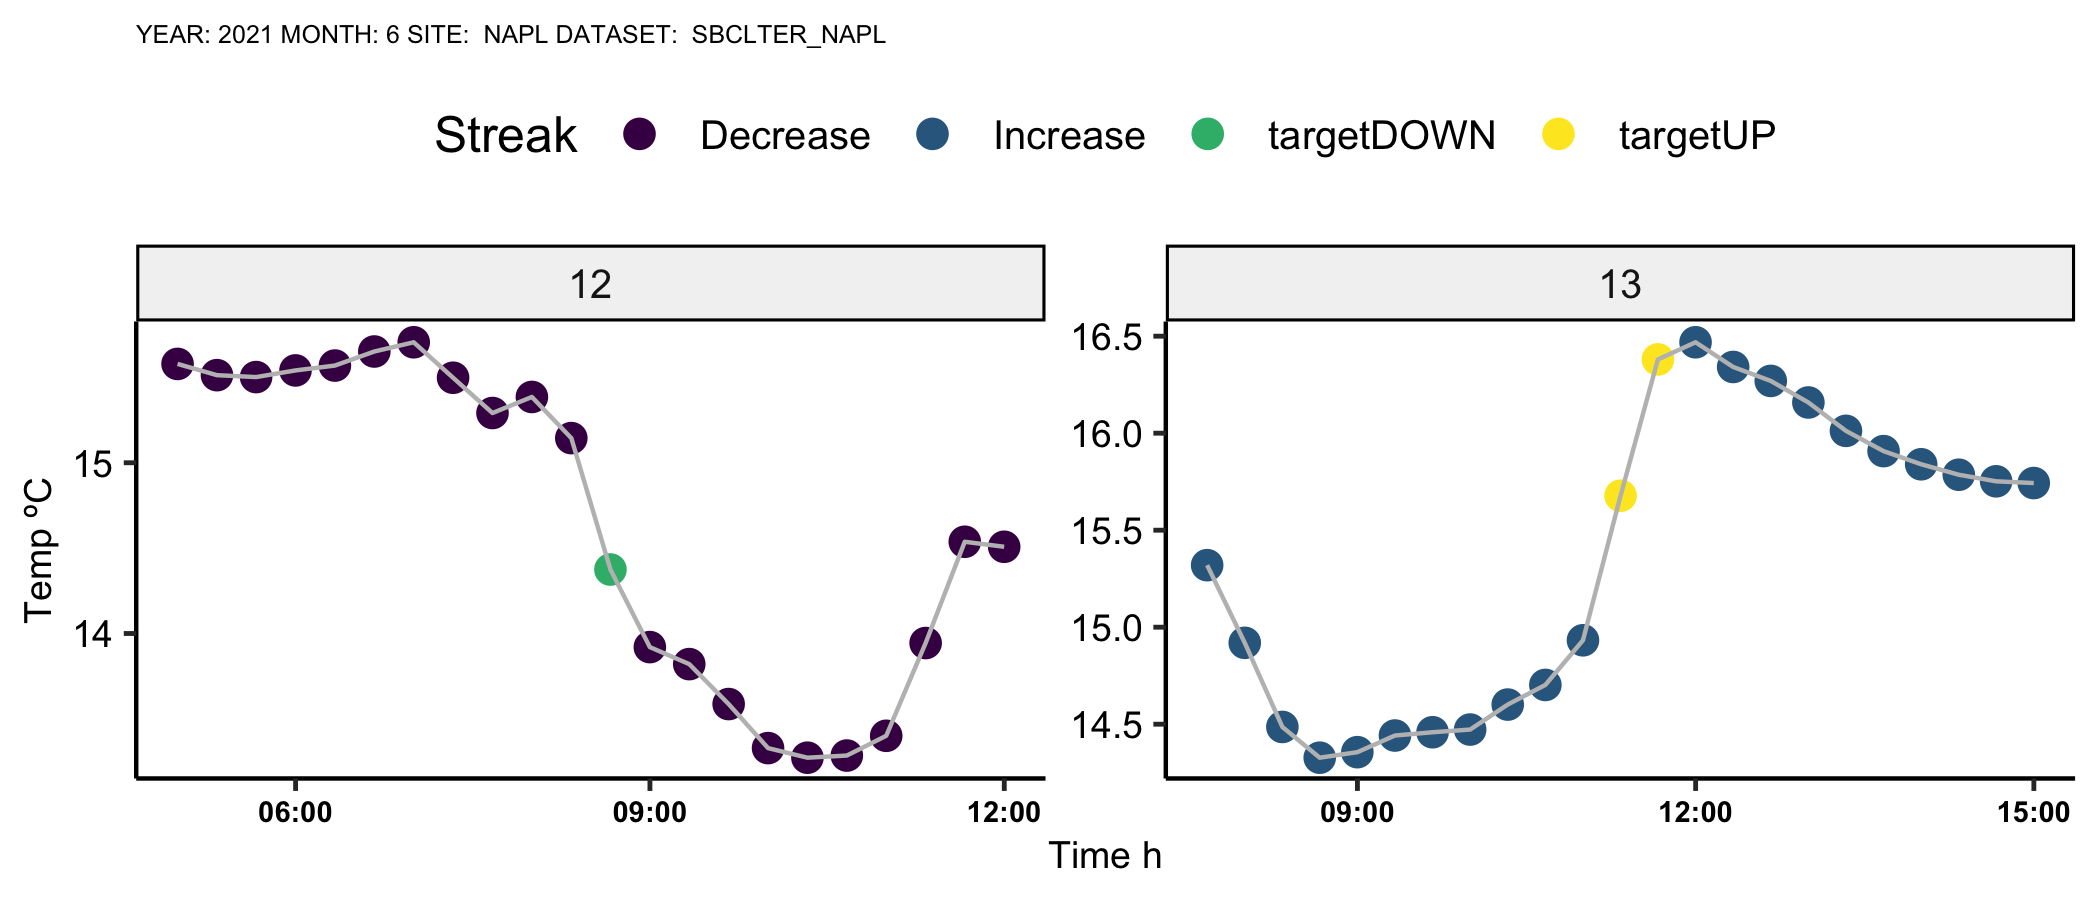 YEAR: 2021 MONTH: 6 SITE:  NAPL DATASET:  SBCLTER_NAPL
Streak Decrease Increase targetDOWN targetUP
12
13
Temp ºC
15
14
06:00 09:00 12:00
16.5
16.0
15.5
15.0
14.5
09:00 12:00 15:00
Time h